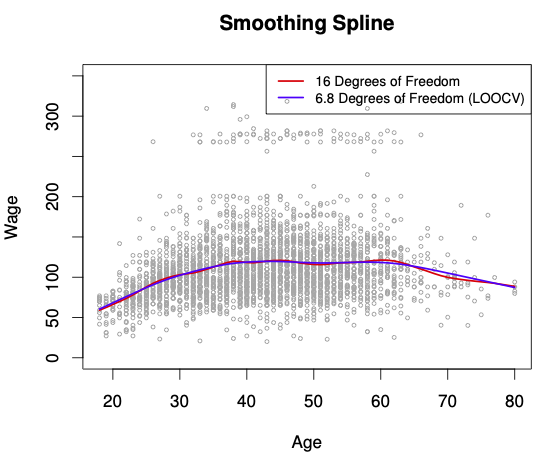 Smoothing Spline
16 Degrees of Freedom
6.8 Degrees of Freedom (LOOCV)
Wage
300
200
100
50
0
20 30 40 50 60 70 80
Age